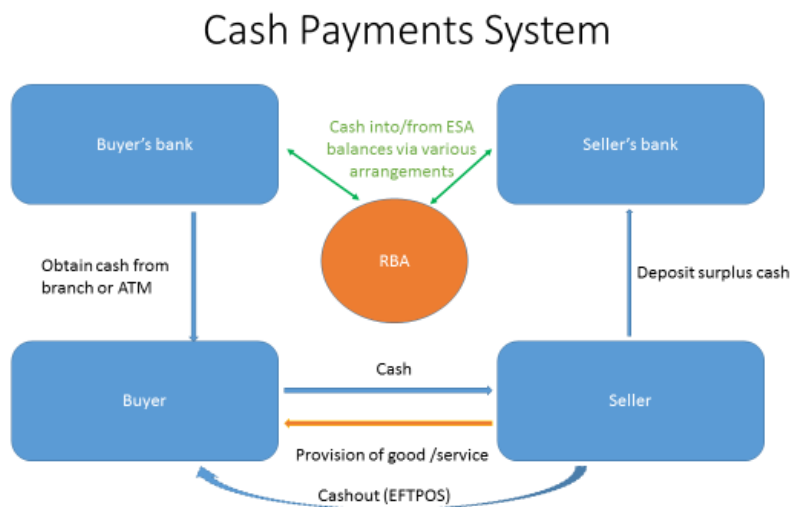 Cash Payments System
Buyer's bank
Cash into/from ESA
balances via various
arrangements
Seller's bank
RBA
Obtain cash from
branch or ATM
Deposit surplus cash
Buyer
Cash
Seller
Provision of good /service
Cashout (EFTPOS)